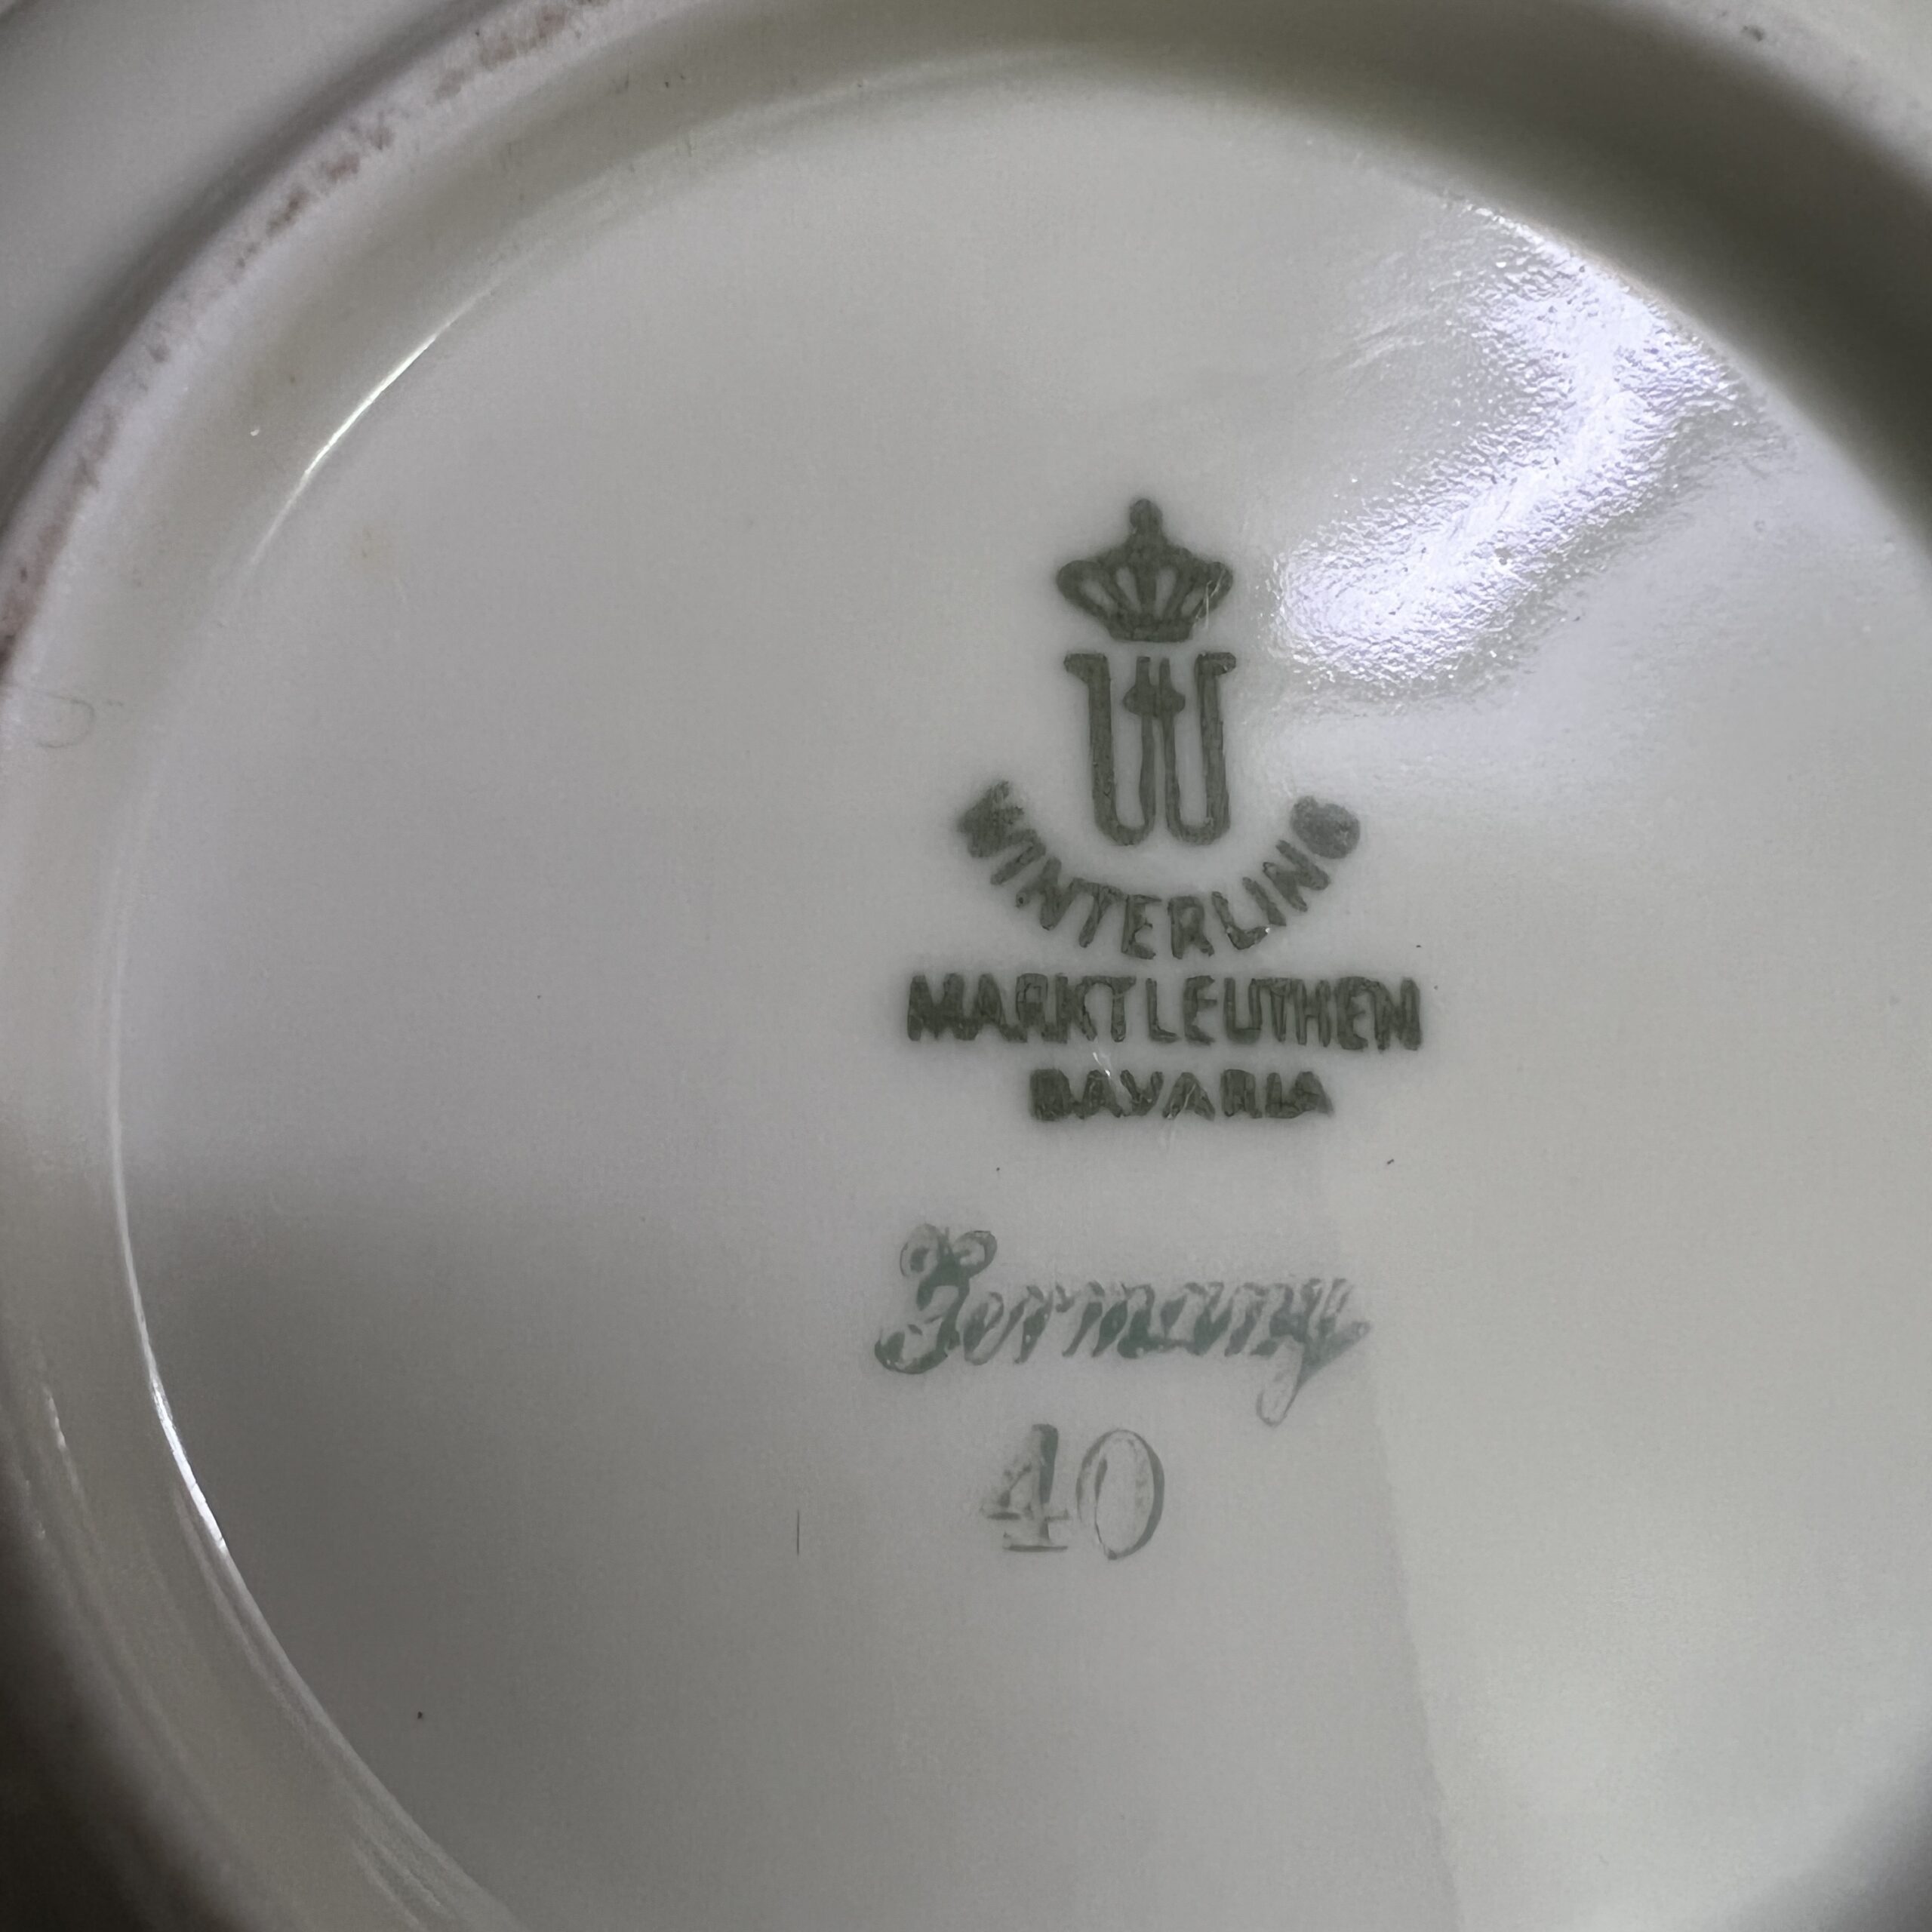 W
WINTERLING
MARKTLEUTHEN
BAVARIA
Germany
40